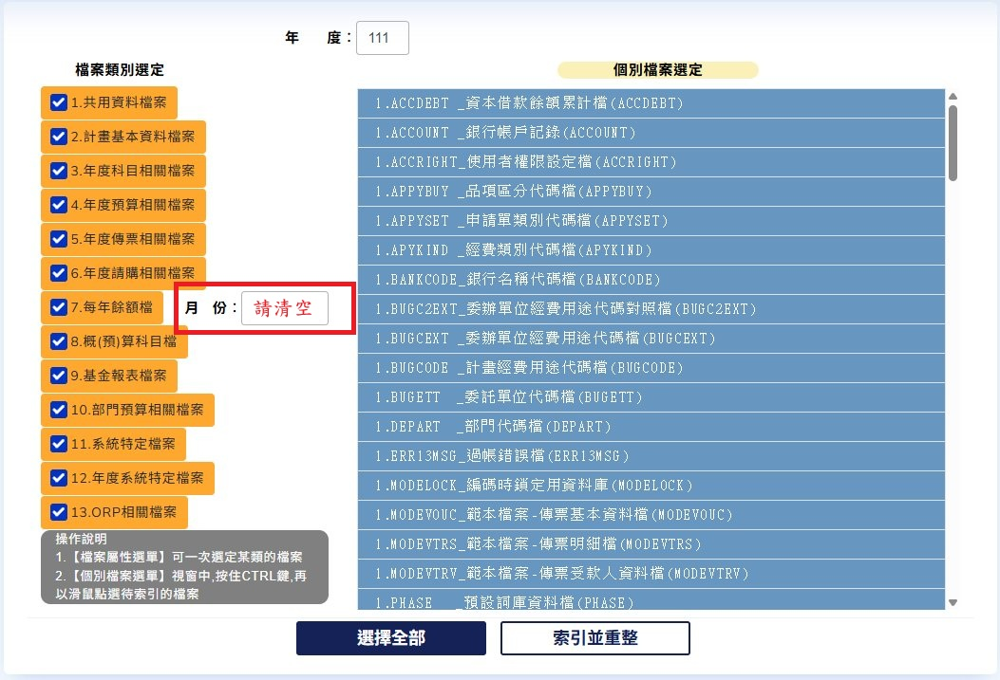 年 度： 111
檔案類別選定
1.共用資料檔案
2.計畫基本資料檔案
3.年度科目相關檔案
4.年度預算相關檔案
5.年度傳票相關檔案
6.年度請購相關檔案
7.每年餘額檔
月 份： 請清空
8.概(預)算科目檔
9.基金報表檔案
10.部門預算相關檔案
11.系統特定檔案
12.年度系統特定檔案
13.ORP相關檔案
操作說明
1.【檔案屬性選單】可一次選定某類的檔案
2.【個別檔案選單】視窗中,按住CTRL鍵,再
以滑鼠點選待索引的檔案
個別檔案選定
1.ACCDEBT _資本借款餘額累計檔(ACCDEBT)
1.ACCOUNT _銀行帳戶記錄(ACCOUNT)
1.ACCRIGHT_使用者權限設定檔(ACCRIGHT)
1.APPYBUY _品項區分代碼檔(APPYBUY)
1.APPYSET _申請單類別代碼檔(APPYSET)
1.APYKIND _經費類別代碼檔(APYKIND)
1.BANKCODE_銀行名稱代碼檔(BANKCODE)
1.BUGC2EXT_委辦單位經費用途代碼對照檔(BUGC2EXT)
1.BUGCEXT _委辦單位經費用途代碼檔(BUGCEXT)
1.BUGCODE _計畫經費用途代碼檔(BUGCODE)
1.BUGETT _委託單位代碼檔(BUGETT)
1.DEPART _部門代碼檔(DEPART)
1.ERR13MSG_過帳錯誤檔(ERR13MSG)
1.MODELOCK_編碼時鎖定用資料庫(MODELOCK)
1.MODEVOUC_範本檔案-傳票基本資料檔(MODEVOUC)
1.MODEVTRS_範本檔案-傳票明細檔(MODEVTRS)
1.MODEVTRV_範本檔案-傳票受款人資料檔(MODEVTRV)
1.PHASE _預設詞庫資料檔(PHASE)
選擇全部
索引並重整